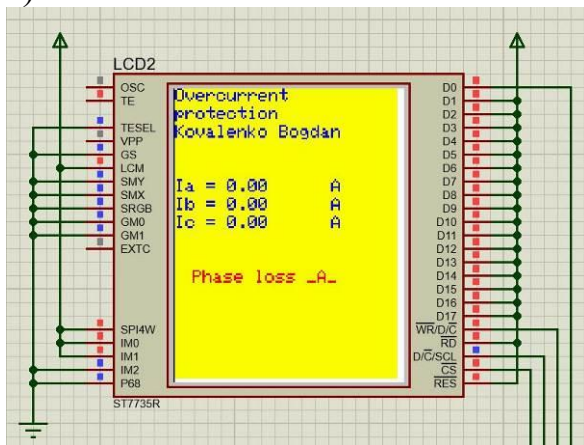 )
LCD2
OSC
TE
TESEL
VPP
GS
LCM
SMY
SMX
SRGB
GM0
GM1
EXTC
SPI4W
IM0
IM1
IM2
P68
ST7735R
Overcurrent
protection
Kovalenko Bogdan
Ia = 0.00 A
Ib = 0.00 A
Ic = 0.00 A
Phase loss _A_
D0
D1
D2
D3
D4
D5
D6
D7
D8
D9
D10
D11
D12
D13
D14
D15
D16
D17
WR/D/C
RD
D/C/SCL
CS
RES